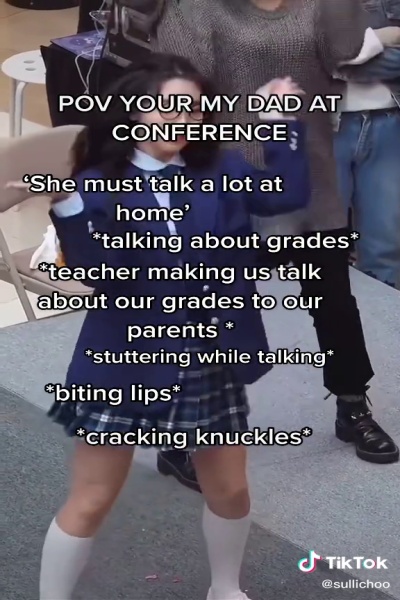 POV YOUR MY DAD AT
CONFERENCE
‘She must talk a lot at
home’
*talking about grades*
*teacher making us talk
about our grades to our
parents *
*stuttering while talking*
*biting lips*
*cracking knuckles*
TikTok
@sullichoo